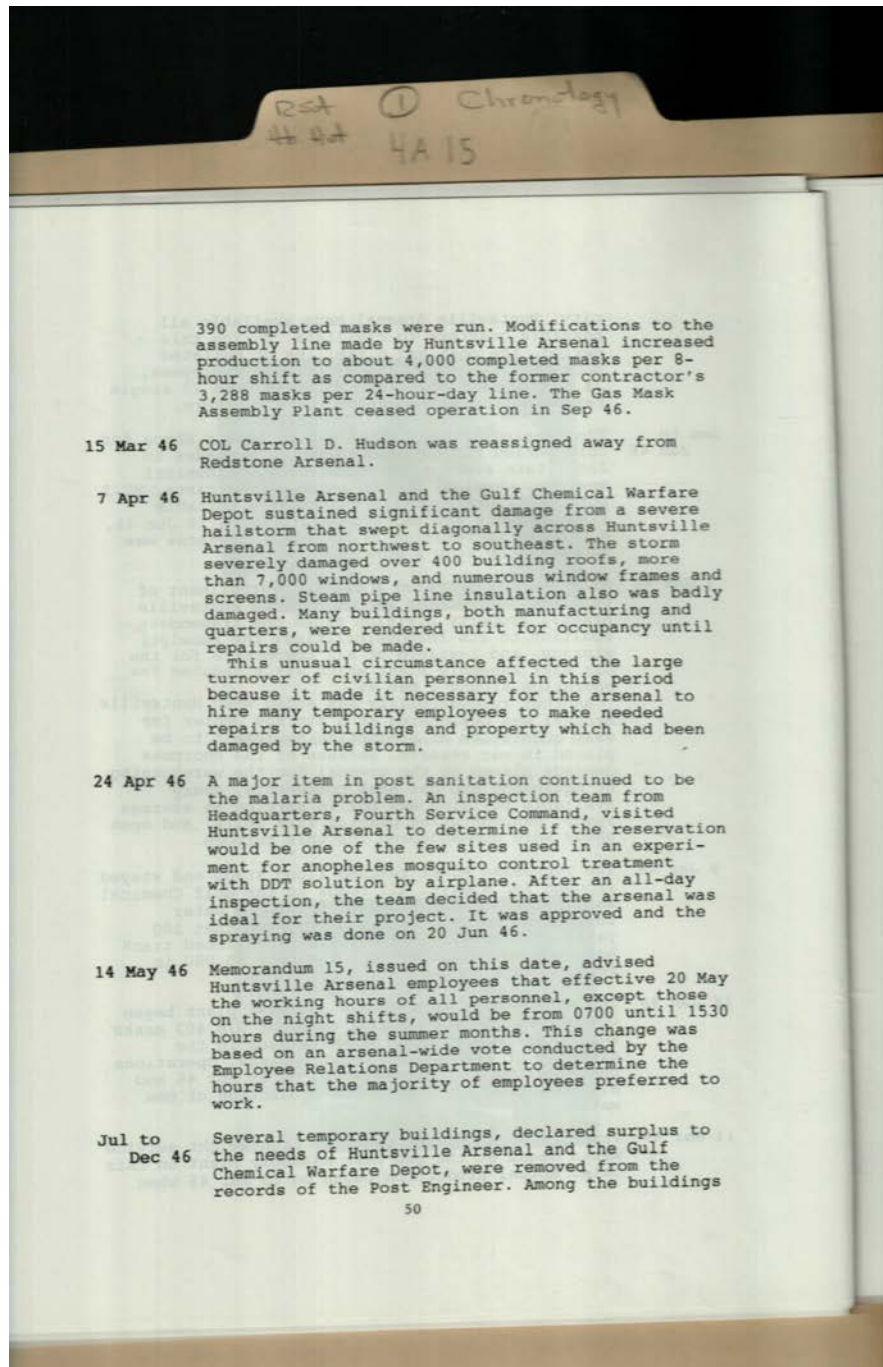 RSA ① Chronology
4A 15
390 completed masks were run. Modifications to the
assembly line made by Huntsville Arsenal increased
production to about 4,000 completed masks per 8-
hour shift as compared to the former contractor's
3,288 masks per 24-hour-day line. The Gas Mask
Assembly Plant ceased operation in Sep 46.
15 Mar 46 COL Carroll D. Hudson was reassigned away from
Redstone Arsenal.
7 Apr 46 Huntsville Arsenal and the Gulf Chemical Warfare
Depot sustained significant damage from a severe
hailstorm that swept diagonally across Huntsville
Arsenal from northwest to southeast. The storm
severely damaged over 400 building roofs, more
than 7,000 windows, and numerous window frames and
screens. Steam pipe line insulation also was badly
damaged. Many buildings, both manufacturing and
quarters, were rendered unfit for occupancy until
repairs could be made.
This unusual circumstance affected the large
turnover of civilian personnel in this period
because it made it necessary for the arsenal to
hire many temporary employees to make needed
repairs to buildings and property which had been
damaged by the storm.
24 Apr 46 A major item in post sanitation continued to be
the malaria problem. An inspection team from
Headquarters, Fourth Service Command, visited
Huntsville Arsenal to determine if the reservation
would be one of the few sites used in an experi-
ment for anopheles mosquito control treatment
with DDT solution by airplane. After an all-day
inspection, the team decided that the arsenal was
ideal for their project. It was approved and the
spraying was done on 20 Jun 46.
14 May 46 Memorandum 15, issued on this date, advised
Huntsville Arsenal employees that effective 20 May
the working hours of all personnel, except those
on the night shifts, would be from 0700 until 1530
hours during the summer months. This change was
based on an arsenal-wide vote conducted by the
Employee Relations Department to determine the
hours that the majority of employees preferred to
work.
Jul to Several temporary buildings, declared surplus to
Dec 46 the needs of Huntsville Arsenal and the Gulf
Chemical Warfare Depot, were removed from the
records of the Post Engineer. Among the buildings
50